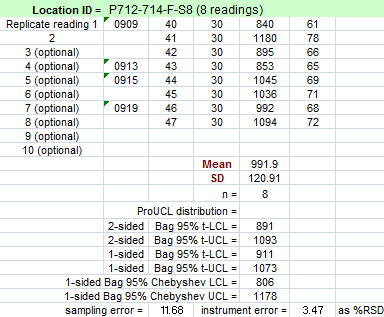 Location ID = P712-714-F-S8 (8 readings)
Replicate reading 1 0909 40 30 840 61
2 41 30 1180 78
3 (optional) 42 30 895 66
4 (optional) 0913 43 30 853 65
5 (optional) 0915 44 30 1045 69
6 (optional) 45 30 1036 71
7 (optional) 0919 46 30 992 68
8 (optional) 47 30 1094 72
9 (optional)
10 (optional)
Mean 991.9
SD 120.91
n = 8
ProUCL distribution =
2-sided Bag 95% t-LCL = 891
2-sided Bag 95% t-UCL = 1093
1-sided Bag 95% t-LCL = 911
1-sided Bag 95% t-UCL = 1073
1-sided Bag 95% Chebyshev LCL = 806
1-sided Bag 95% Chebyshev UCL = 1178
sampling error = 11.68 instrument error = 3.47 as %RSD